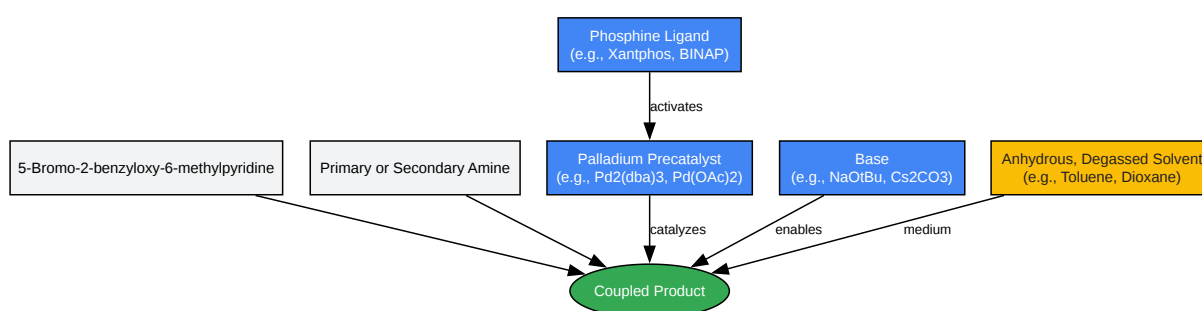 Phosphine Ligand
(e.g., Xantphos, BINAP)
activates
5-Bromo-2-benzyloxy-6-methylpyridine
Primary or Secondary Amine
Palladium Precatalyst
(e.g., Pd2(dba)3, Pd(OAc)2)
Base
(e.g., NaOtBu, Cs2CO3)
Anhydrous, Degassed Solvent
(e.g., Toluene, Dioxane)
catalyzes
enables
medium
Coupled Product